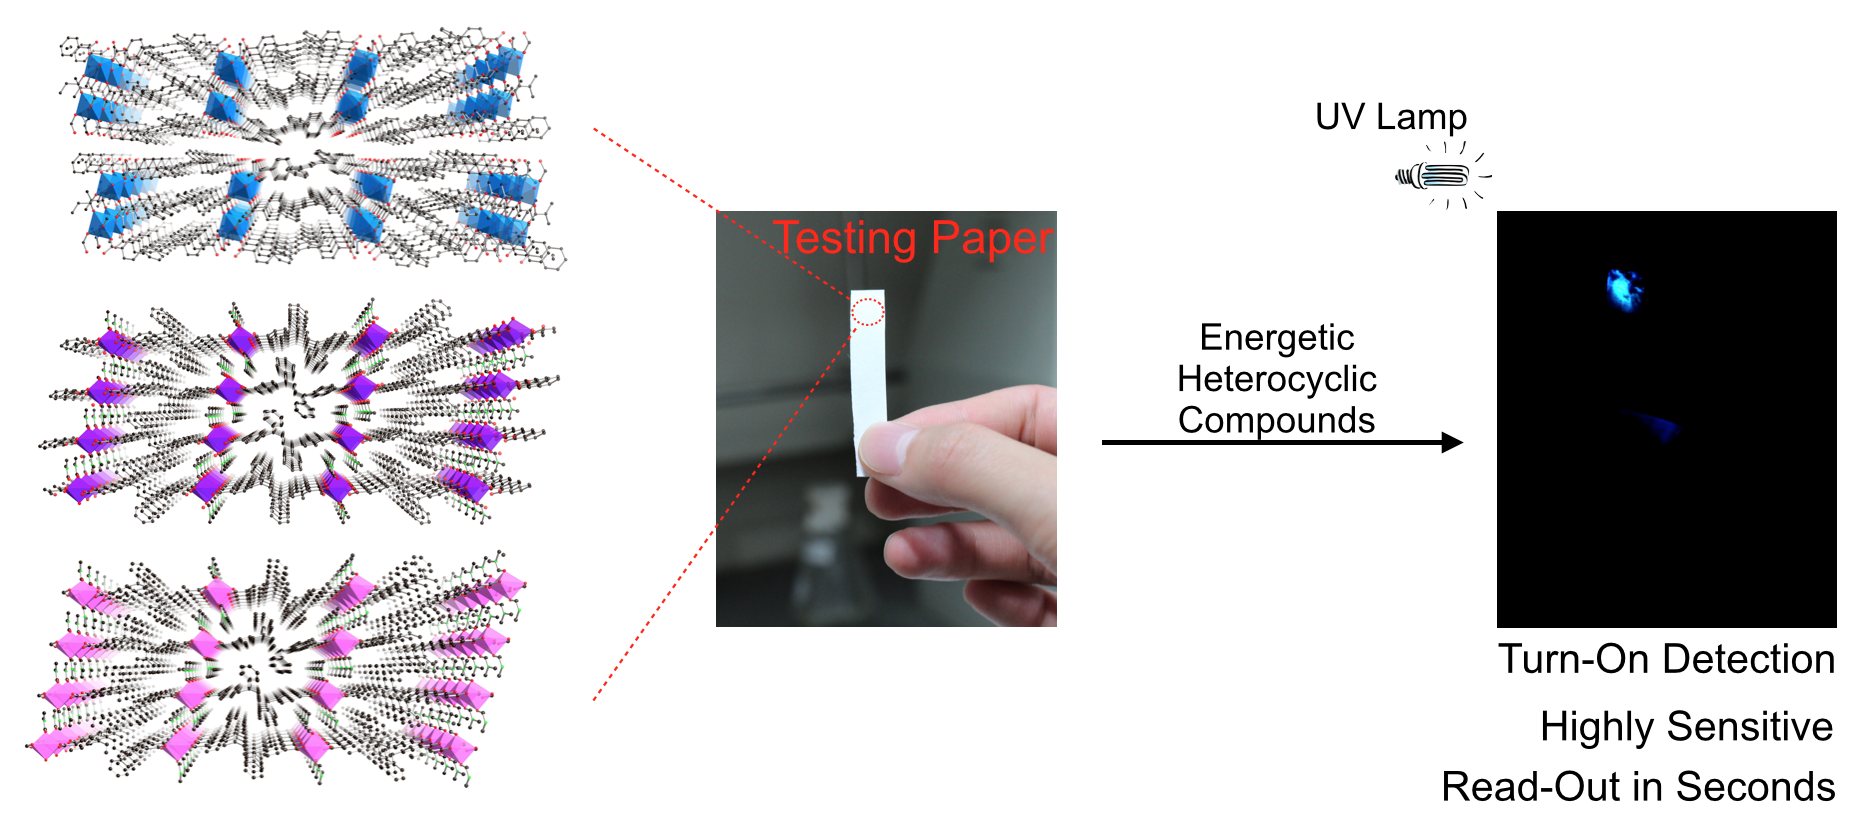 UV Lamp
Testing Paper
Energetic
Heterocyclic
Compounds
Turn-On Detection
Highly Sensitive
Read-Out in Seconds